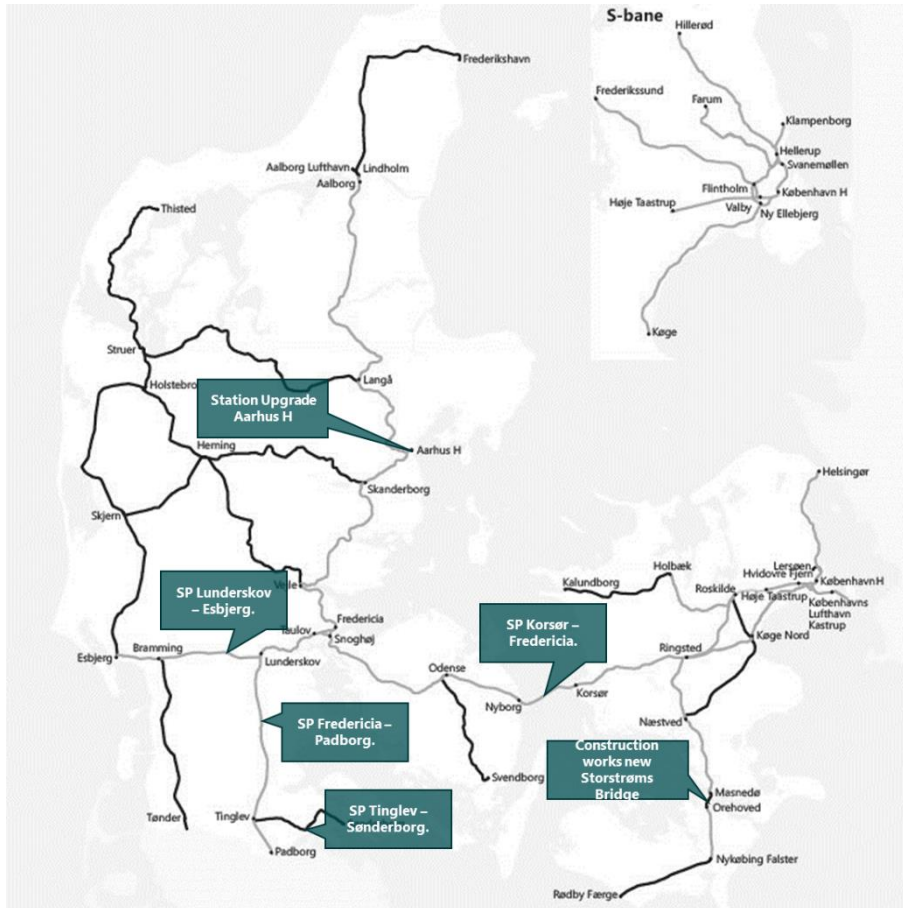 S-bane
Hillerød
Frederikssund
Farum
Klampenborg
Hellerup
Svanemøllen
Flintholm
København H
Høje Taastrup
Valby
Ny Ellebjerg
Køge
Frederikshavn
Aalborg Lufthavn
Lindholm
Aalborg
Thisted
Struer
Holstebro
Langå
Station Upgrade
Aarhus H
Aarhus H
Herning
Skanderborg
Skjern
Helsingør
Vejle
SP Lunderskov
– Esbjerg.
Taulov
Fredericia
Snoghøj
Esbjerg
Bramming
Lunderskov
SP Korsør –
Fredericia.
Kalundborg
Holbæk
Roskilde
Lersøen
Hvidovre Fjern
KøbenhavnH
Høje Taastrup
Københavns
Lufthavn
Kastrup
Køge Nord
Ringsted
Odense
Nyborg
Korsør
Næstved
SP Fredericia –
Padborg.
Svendborg
Construction
works new
Storstrøms
Bridge
Masnedø
Orehoved
Tønder
Tinglev
SP Tinglev –
Sønderborg.
Padborg
Nykøbing Falster
Rødby Færge